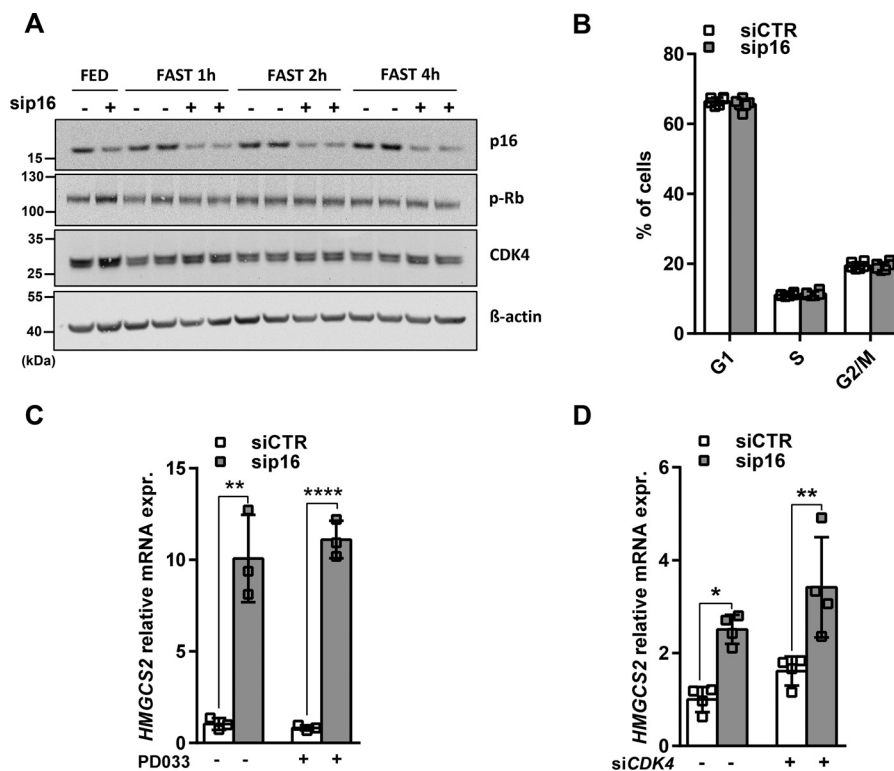 A
FED FAST 1h FAST 2h FAST 4h
sip16 - + - - + + - - + + - - + +
15
p16
130
100
p-Rb
35
25
CDK4
55
40
ß-actin
(kDa)
B
siCTR
sip16
% of cells
80
60
40
20
0
G1 S G2/M
C
siCTR
sip16
HMGCS2 relative mRNA expr.
15
10
5
0
** ****
PD033 - - + +
D
siCTR
sip16
HMGCS2 relative mRNA expr.
6
4
2
0
* **
siCDK4 - - + +